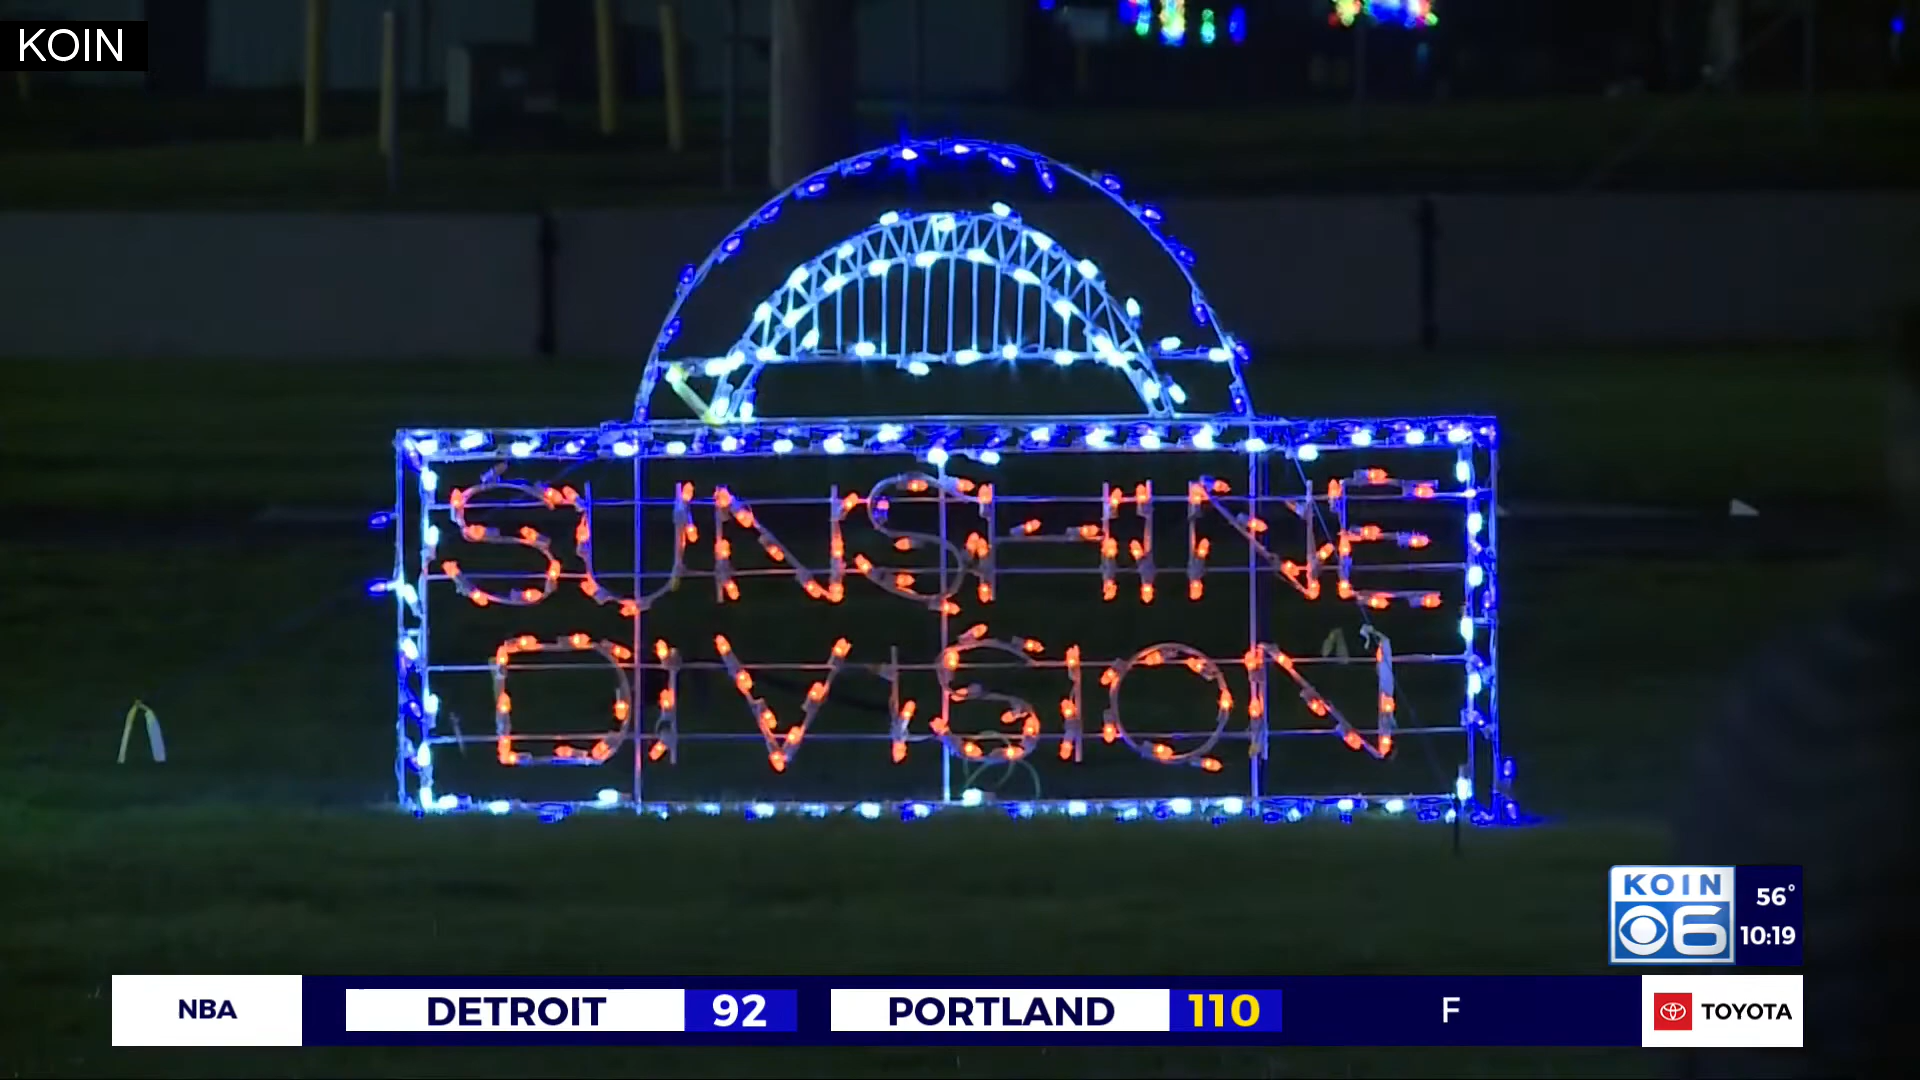 KOIN
SUNSHINE
DIVISION
KOIN
6
56°
10:19
NBA DETROIT 92 PORTLAND 110 F TOYOTA